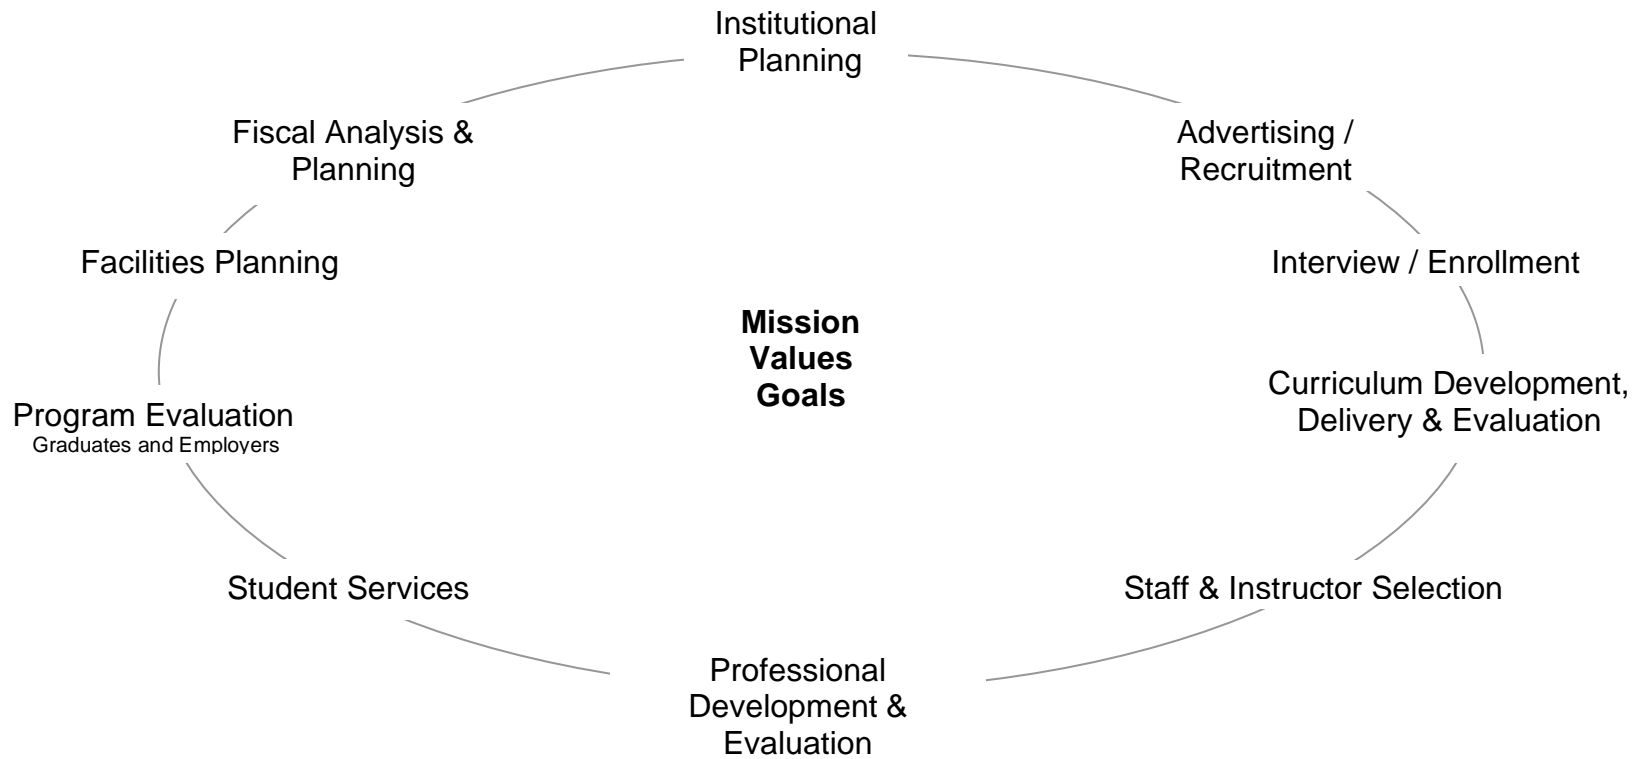 Institutional
Planning
Fiscal Analysis &
Planning
Advertising /
Recruitment
Facilities Planning
Interview / Enrollment
Mission
Values
Goals
Program Evaluation
Graduates and Employers
Curriculum Development,
Delivery & Evaluation
Student Services
Staff & Instructor Selection
Professional
Development &
Evaluation